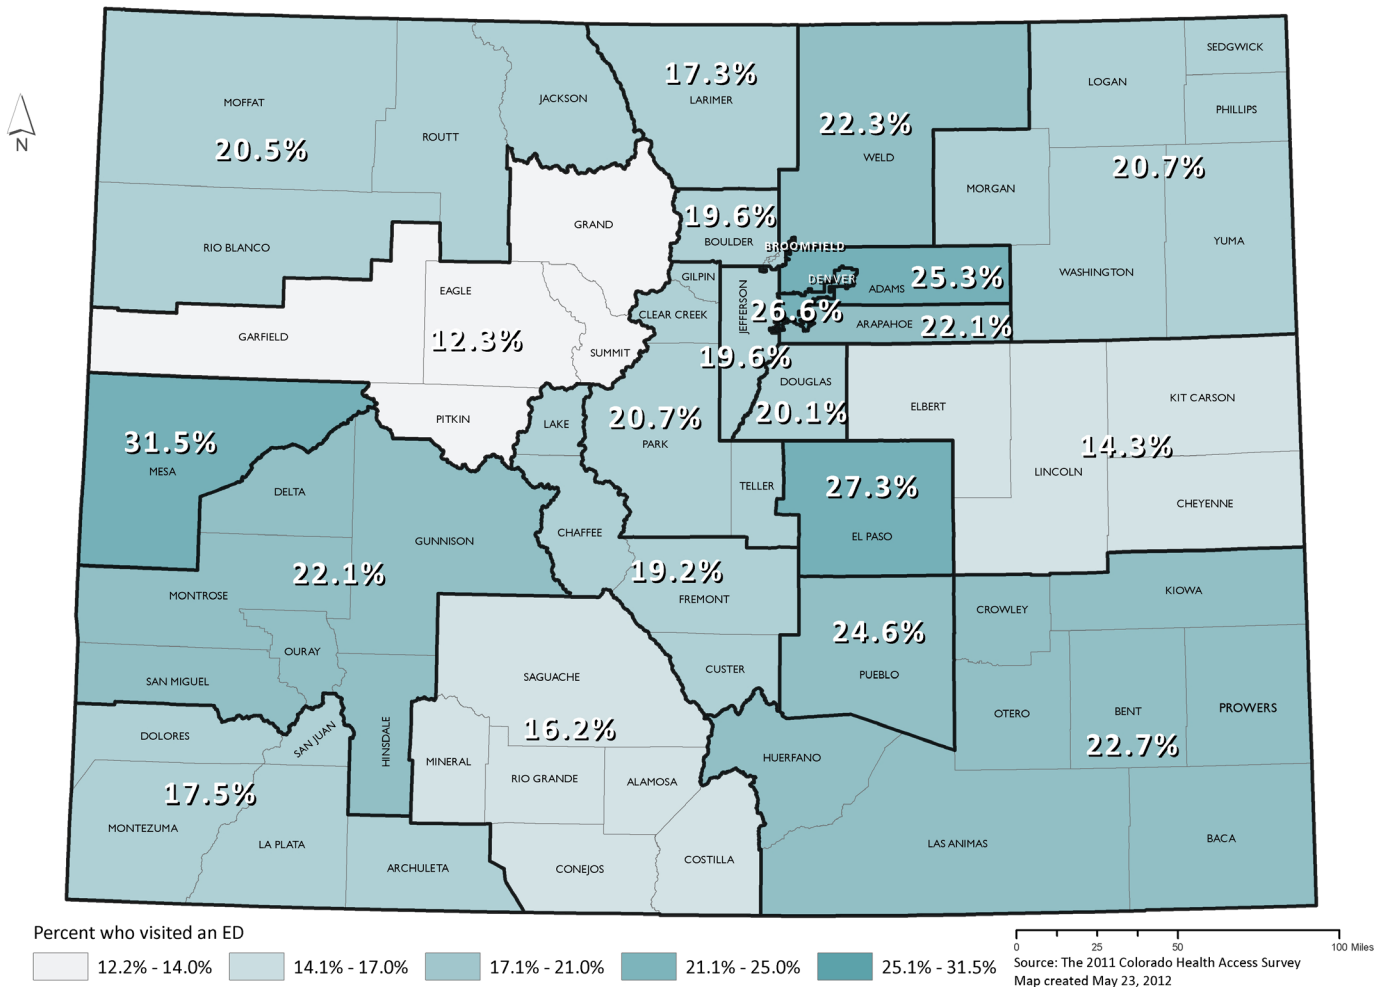 SEDGWICK
LOGAN
17.3%
LARIMER
JACKSON
MOFFAT
PHILLIPS
22.3%
ROUTT
20.5%
WELD
20.7%
MORGAN
19.6%
GRAND
BOULDER
BROOMFIELD
YUMA
RIO BLANCO
WASHINGTON
GILPIN
DENVER
25.3%
ADAMS
EAGLE
JEFFERSON
CLEAR CREEK
26.6%
ARAPAHOE
22.1%
GARFIELD
12.3%
SUMMIT
19.6%
DOUGLAS
KIT CARSON
ELBERT
20.1%
PITKIN
LAKE
20.7%
PARK
31.5%
MESA
14.3%
LINCOLN
DELTA
TELLER
27.3%
CHEYENNE
N
GUNNISON
CHAFFEE
EL PASO
22.1%
19.2%
FREMONT
MONTROSE
KIOWA
CROWLEY
24.6%
OURAY
SAGUACHE
CUSTER
PUEBLO
SAN MIGUEL
OTERO
BENT
PROWERS
DOLORES
SAN JUAN
HINSDALE
16.2%
22.7%
MINERAL
HUERFANO
RIO GRANDE
ALAMOSA
17.5%
MONTEZUMA
LA PLATA
ARCHULETA
CONEJOS
COSTILLA
LAS ANIMAS
BACA
Percent who visited an ED
12.2% - 14.0%
14.1% - 17.0%
17.1% - 21.0%
21.1% - 25.0%
25.1% - 31.5%
0 25 50 100 Miles
Source: The 2011 Colorado Health Access Survey
Map created May 23, 2012